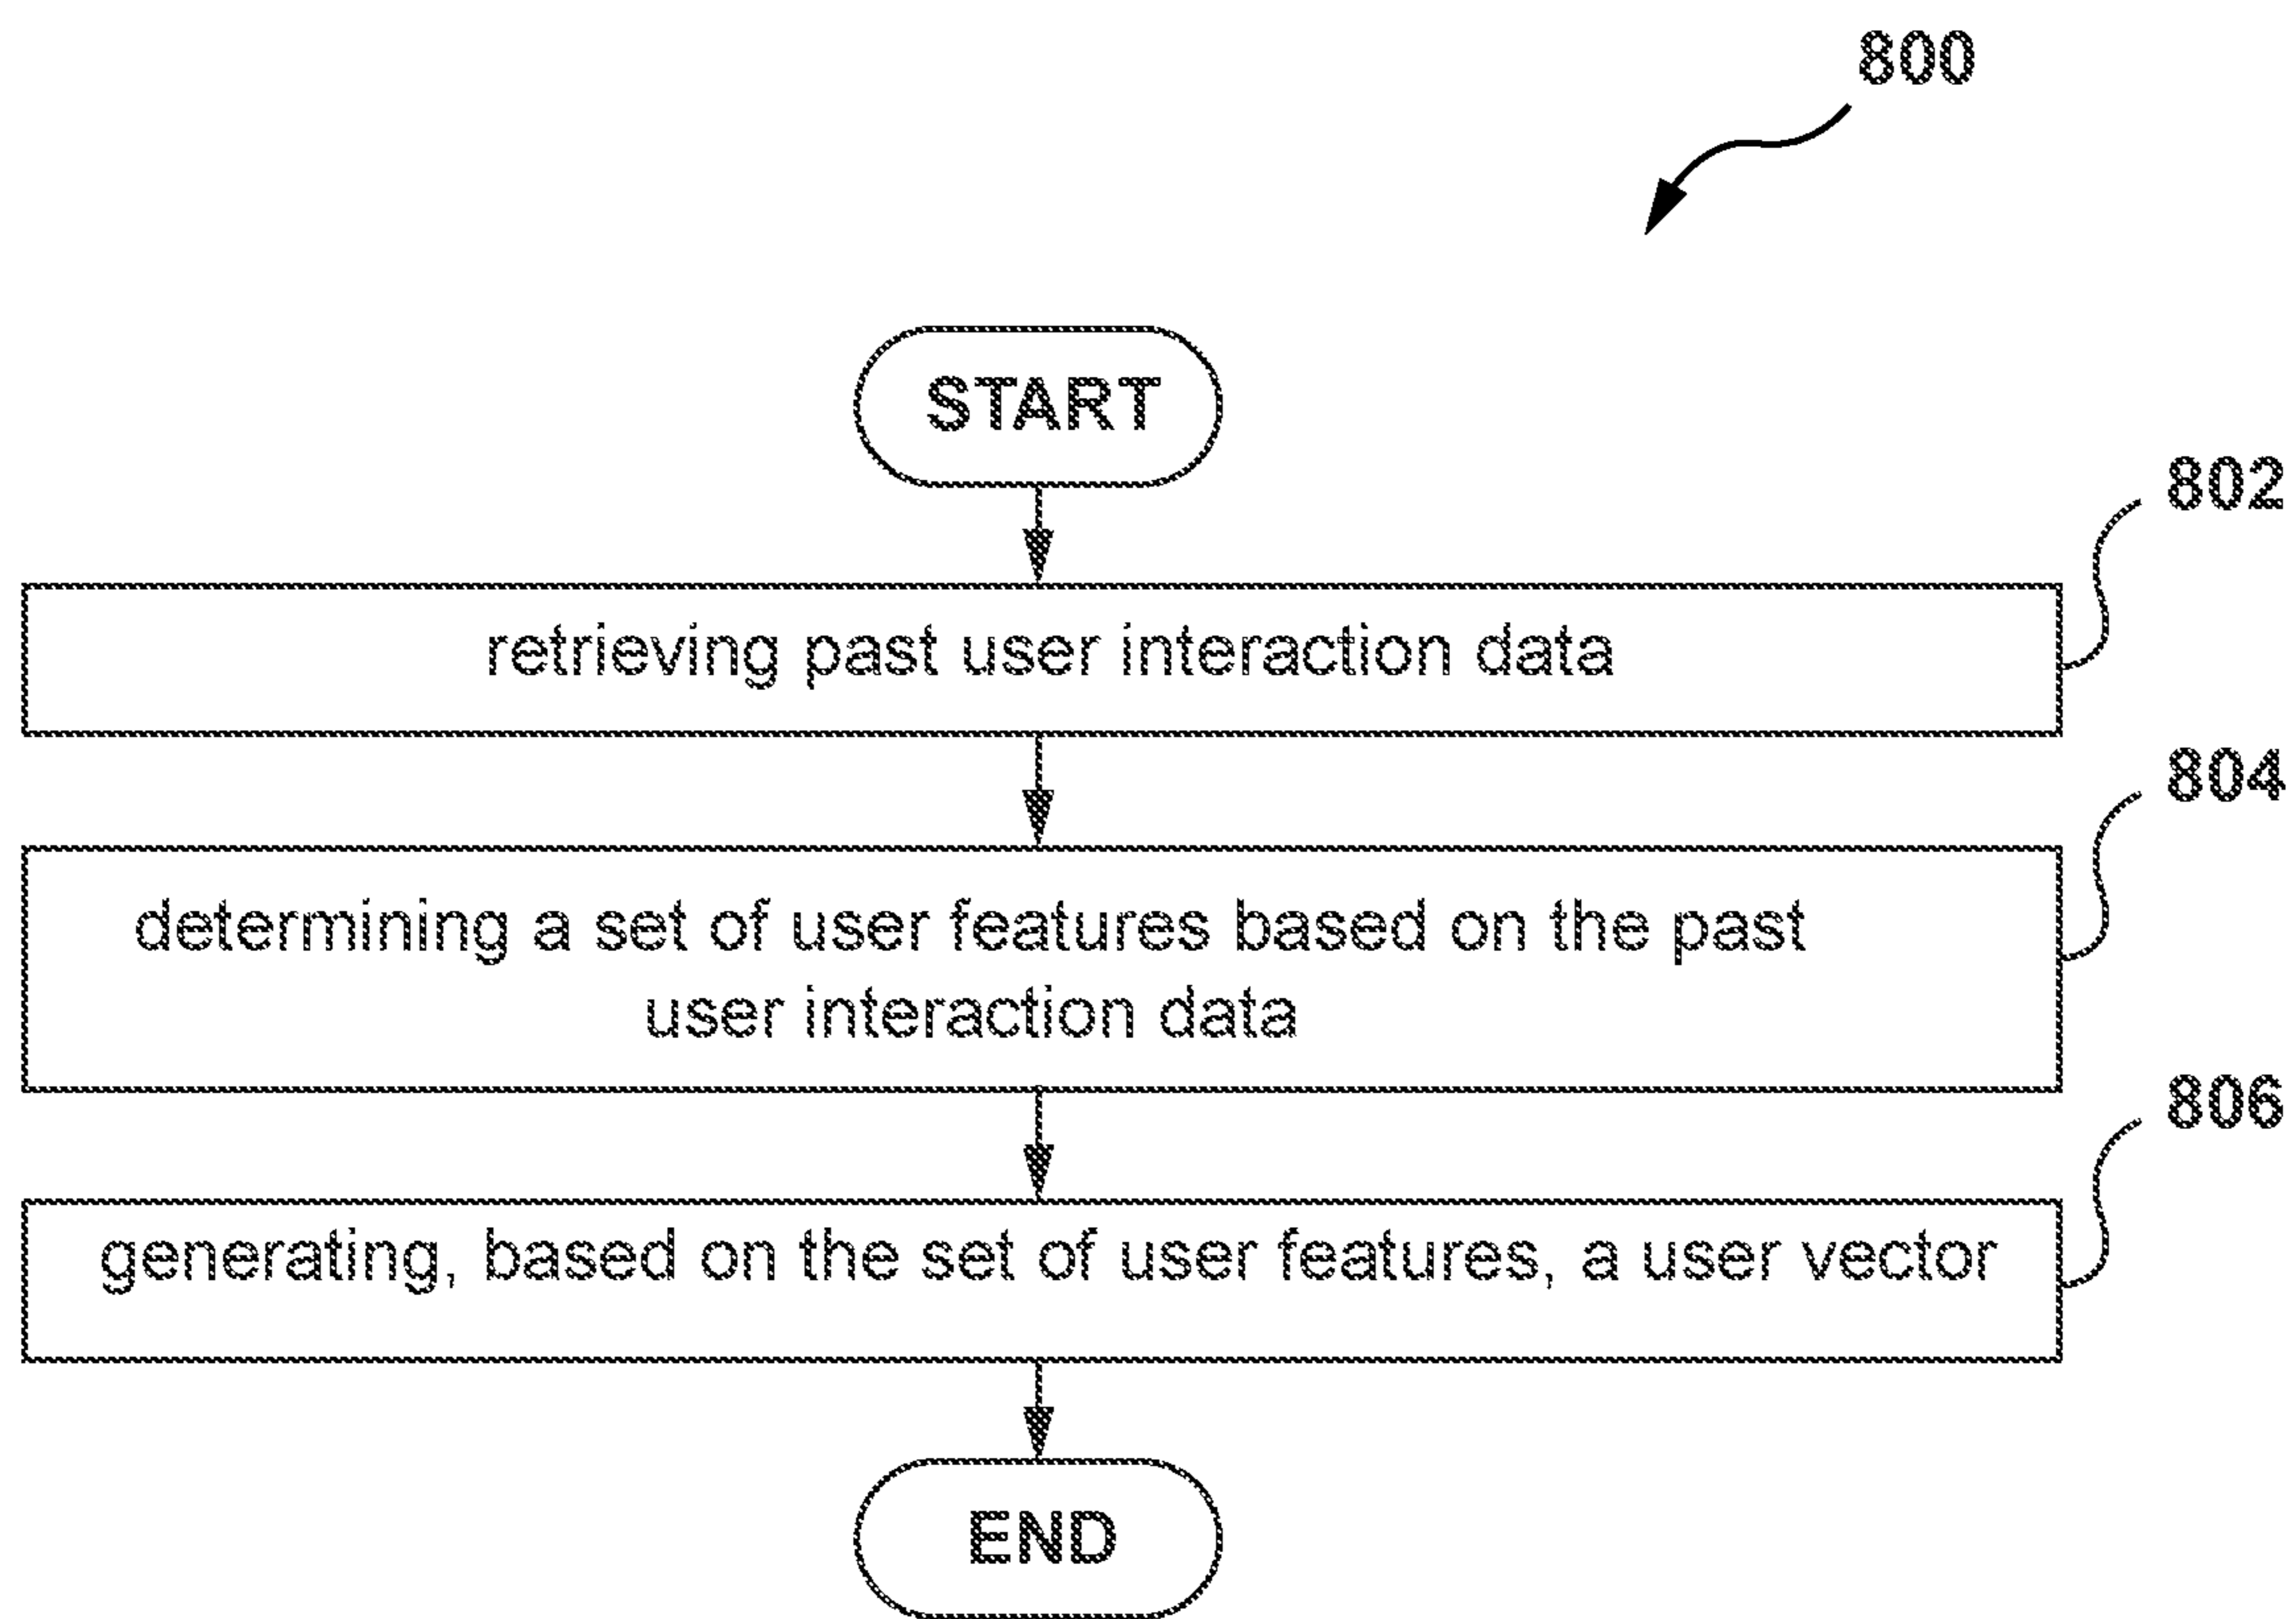 800
START
802
retrieving past user interaction data
804
determining a set of user features based on the past
user interaction data
806
generating, based on the set of user features, a user vector
END